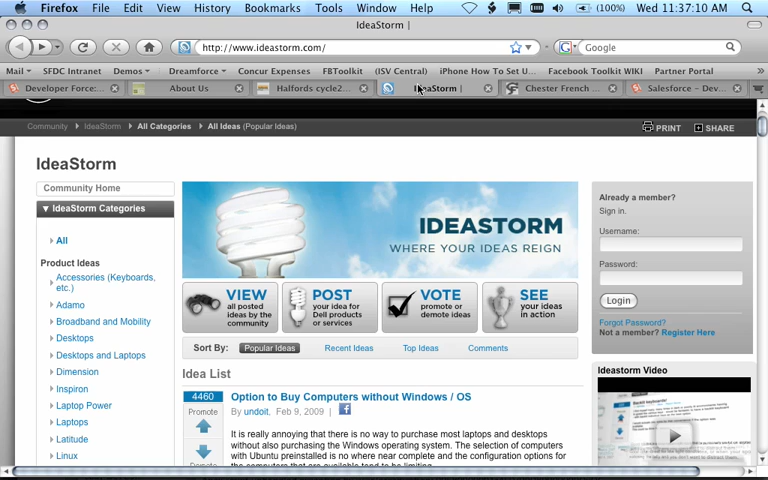 Firefox File Edit View History Bookmarks Tools Window Help (100%) Wed 11:37:10 AM
IdeaStorm |
http://www.ideastorm.com/ Google
Mail SFDC Intranet Demos Dreamforce Concur Expenses FBToolkit (ISV Central) iPhone How To Set U... Facebook Toolkit WIKI Partner Portal
Developer Force:... About Us Halfords cycle2... IdeaStorm | Chester French ... Salesforce – Dev...
Community IdeaStorm All Categories All Ideas (Popular Ideas) PRINT SHARE
IdeaStorm
Community Home
IdeaStorm Categories
All
Product Ideas
Accessories (Keyboards,
etc.)
Adamo
Broadband and Mobility
Desktops
Desktops and Laptops
Dimension
Inspiron
Laptop Power
Laptops
Latitude
Linux
IDEASTORM
WHERE YOUR IDEAS REIGN
VIEW
all posted
ideas by the
community
POST
your idea for
Dell products
or services
VOTE
promote or
demote ideas
SEE
your ideas
in action
Sort By: Popular Ideas Recent Ideas Top Ideas Comments
Idea List
4460
Promote
Demote
Option to Buy Computers without Windows / OS
By undoit. Feb 9, 2009 |
It is really annoying that there is no way to purchase most laptops and desktops
without also purchasing the Windows operating system. The selection of computers
with Ubuntu preinstalled is no where near complete and the configuration options for
the computers that are available tend to be limiting.
Already a member?
Sign in.
Username:
Password:
Login
Forgot Password?
Not a member? Register Here
Ideastorm Video